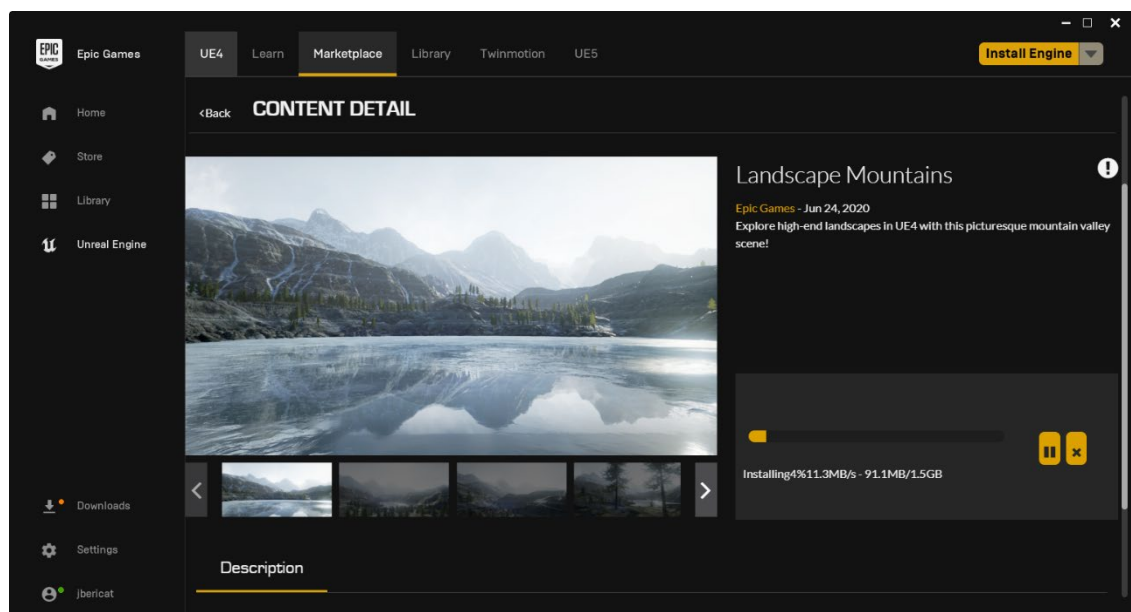 EPIC
GAMES
Epic Games
UE4
Learn
Marketplace
Library
Twinmotion
UE5
Install Engine
Home
Store
Library
Unreal Engine
Downloads
Settings
jbericat
<Back
CONTENT DETAIL
Landscape Mountains
Epic Games - Jun 24, 2020
Explore high-end landscapes in UE4 with this picturesque mountain valley
scene!
Installing4%11.3MB/s - 91.1MB/1.5GB
Description